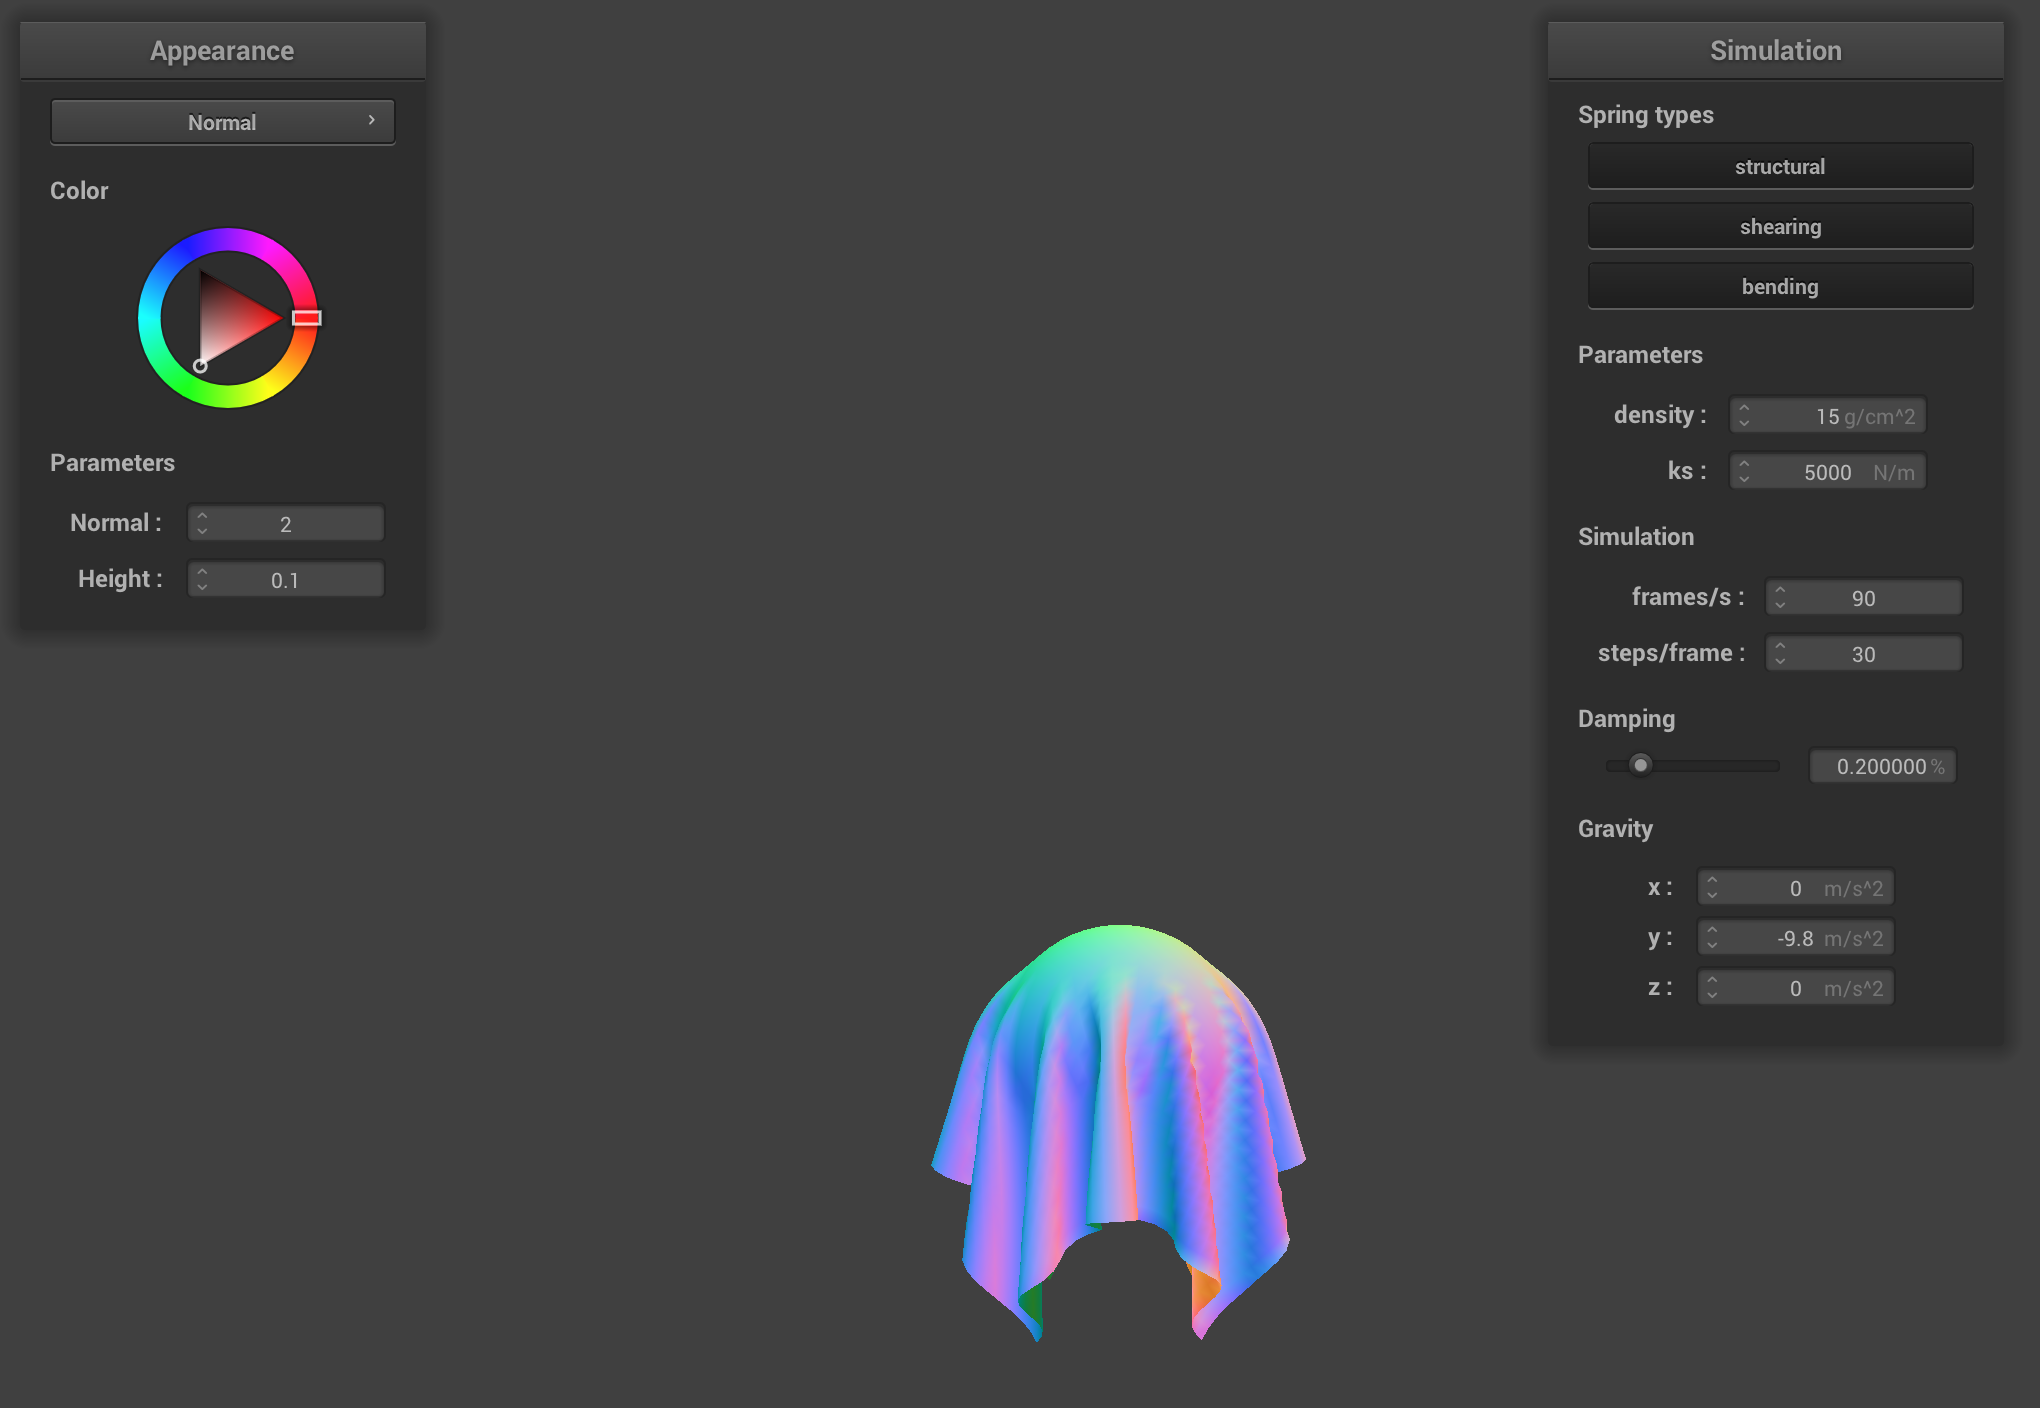 Appearance
Normal
Color
Parameters
Normal : 2
Height : 0.1
Simulation
Spring types
structural
shearing
bending
Parameters
density : 15 g/cm^2
ks : 5000 N/m
Simulation
frames/s : 90
steps/frame : 30
Damping
0.200000 %
Gravity
x : 0 m/s^2
y : -9.8 m/s^2
z : 0 m/s^2